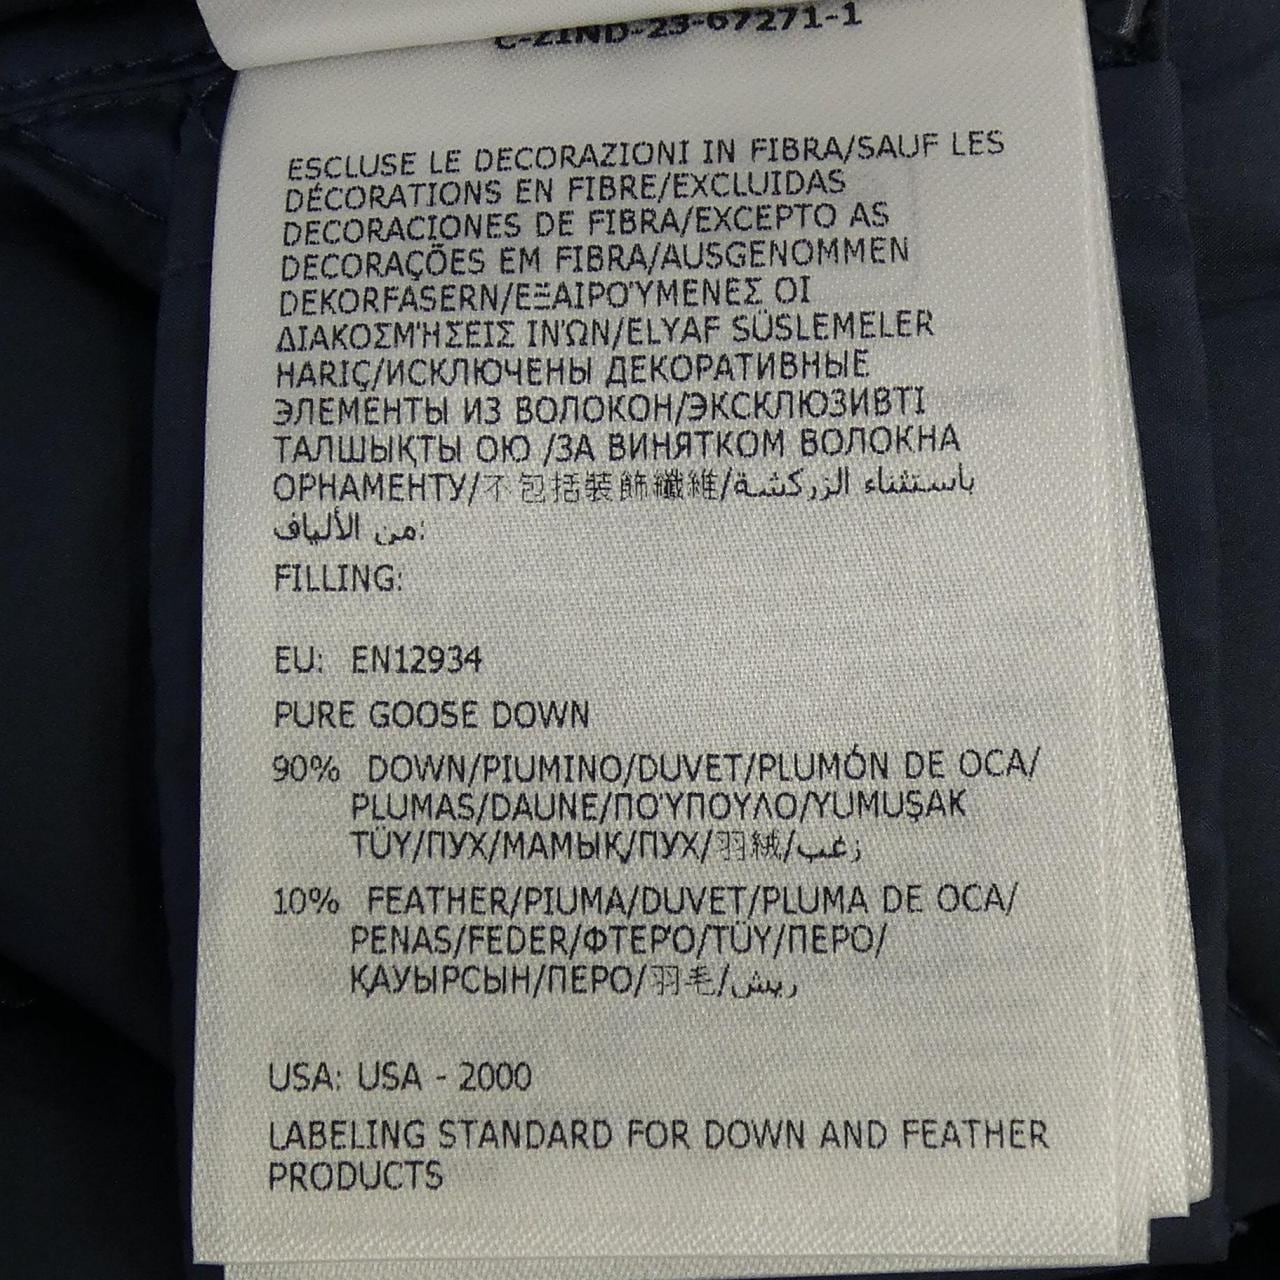 C-ZIND-23-67271-1
ESCLUSE LE DECORAZIONI IN FIBRA/SAUF LES
DÉCORATIONS EN FIBRE/EXCLUIDAS
DECORACIONES DE FIBRA/EXCEPTO AS
DECORAÇÕES EM FIBRA/AUSGENOMMEN
DEKORFASERN/ΕΞΑΙΡΟΎΜΕΝΕΣ ΟΙ
ΔΙΑΚΟΣΜΉΣΕΙΣ ΙΝΏΝ/ELYAF SÜSLEMELER
HARIÇ/ИСКЛЮЧЕНЫ ДЕКОРАТИВНЫЕ
ЭЛЕМЕНТЫ ИЗ ВОЛОКОН/ЭКСКЛЮЗИВТІ
ТАЛШЫҚТЫ ОЮ /ЗА ВИНЯТКОМ ВОЛОКНА
ОРНАМЕНТУ/不包括裝飾纖維/باستثناء الزركشة
من الألياف:
FILLING:
EU: EN12934
PURE GOOSE DOWN
90% DOWN/PIUMINO/DUVET/PLUMÓN DE OCA/
PLUMAS/DAUNE/ΠΟΎΠΟΥΛΟ/YUMUŞAK
TÜY/ПУХ/МАМЫҚ/ПУХ/羽絨/زغب
10% FEATHER/PIUMA/DUVET/PLUMA DE OCA/
PENAS/FEDER/ΦΤΕΡΌ/TÜY/ПЕРО/
ҚАУЫРСЫН/ПЕРО/羽毛/ريش
USA: USA - 2000
LABELING STANDARD FOR DOWN AND FEATHER
PRODUCTS